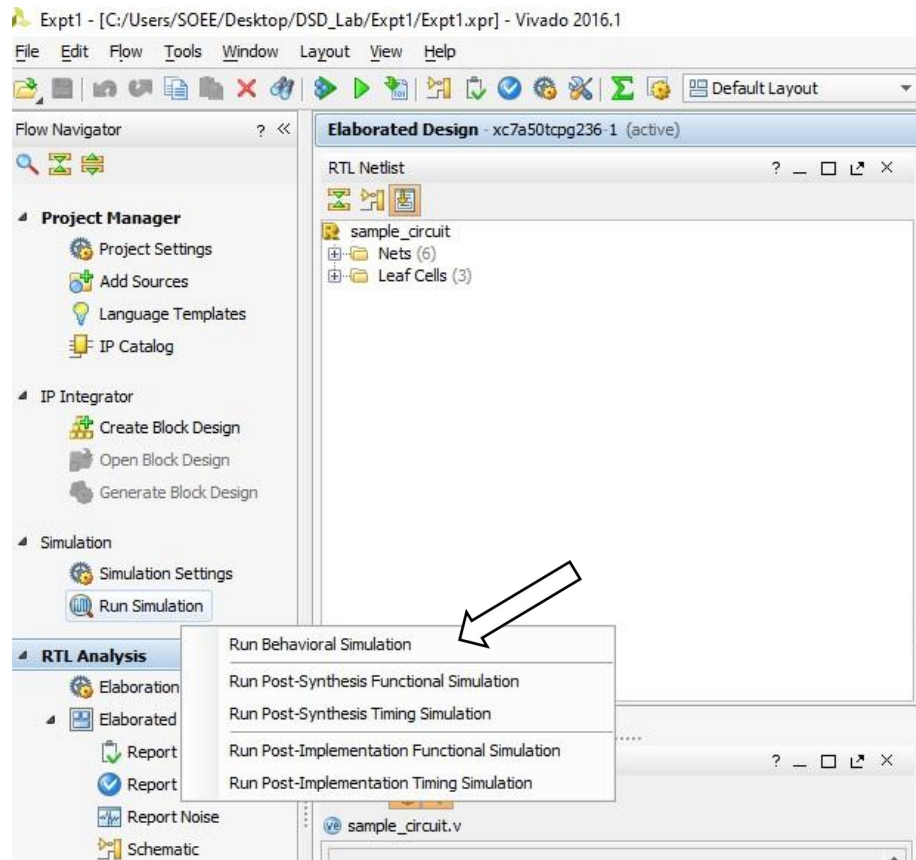 Expt1 - [C:/Users/SOEE/Desktop/DSD_Lab/Expt1/Expt1.xpr] - Vivado 2016.1
File Edit Flow Tools Window Layout View Help
Default Layout
Flow Navigator ? «
Project Manager
Project Settings
Add Sources
Language Templates
IP Catalog
IP Integrator
Create Block Design
Open Block Design
Generate Block Design
Simulation
Simulation Settings
Run Simulation
RTL Analysis
Elaboration
Elaborated
Report
Report
Report Noise
Schematic
Run Behavioral Simulation
Run Post-Synthesis Functional Simulation
Run Post-Synthesis Timing Simulation
Run Post-Implementation Functional Simulation
Run Post-Implementation Timing Simulation
Elaborated Design - xc7a50tcpg236-1 (active)
RTL Netlist ?
sample_circuit
Nets (6)
Leaf Cells (3)
?
sample_circuit.v